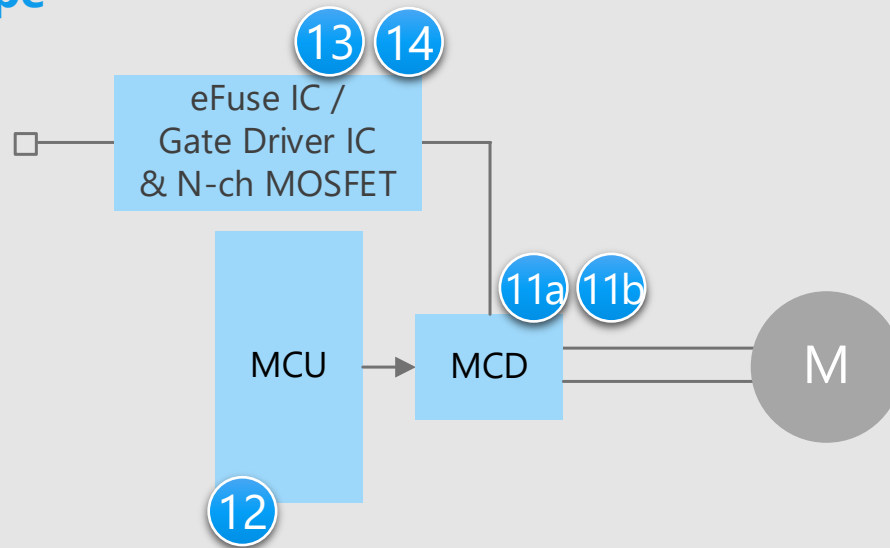 13 14
eFuse IC /
Gate Driver IC
& N-ch MOSFET
11a 11b
MCU
MCD
M
12